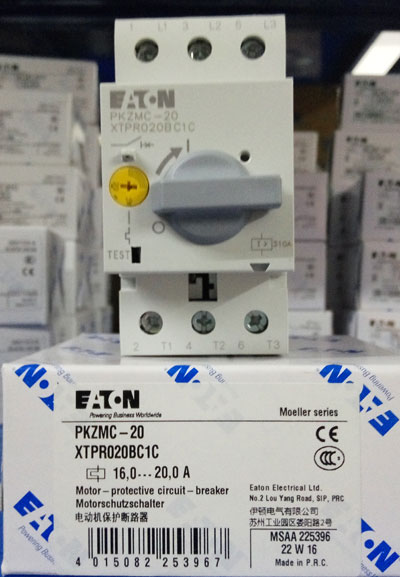 1 L1 3 L2 5 L3
EATON
PKZMC-20
XTPR020BC1C
TEST
310A
2 T1 4 T2 6 T3
EATON
Powering Business Worldwide
Moeller series
PKZMC-20
XTPR020BC1C
16,0---20,0 A
Motor-protective circuit-breaker
Motorschutzschalter
电动机保护断路器
CE
CCC
Eaton Electrical Ltd.
No.2 Lou Yang Road, SIP, PRC
伊顿电气有限公司
苏州工业园区娄阳路2号
MSAA 225396
22 W 16
Made in P.R.C.
4 015082 253967